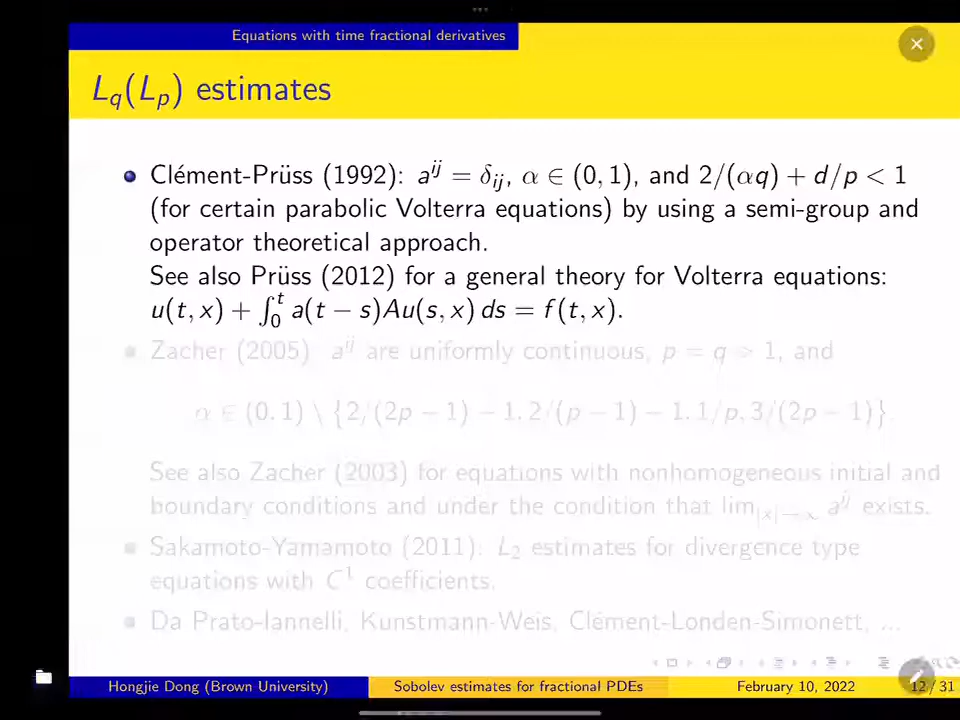 Equations with time fractional derivatives
L_q(L_p) estimates
Clément-Prüss (1992): a^{ij} = δ_{ij}, α ∈ (0, 1), and 2/(αq) + d/p < 1
(for certain parabolic Volterra equations) by using a semi-group and
operator theoretical approach.
See also Prüss (2012) for a general theory for Volterra equations:
u(t, x) + ∫_0^t a(t − s)Au(s, x) ds = f(t, x).
Zacher (2005): a^{ij} are uniformly continuous, p = q > 1, and
α ∈ (0, 1) \ {2/(2p − 1) − 1, 2/(p − 1) − 1, 1/p, 3/(2p − 1)}.
See also Zacher (2003) for equations with nonhomogeneous initial and
boundary conditions and under the condition that lim_{|x|→∞} a^{ij} exists.
Sakamoto-Yamamoto (2011): L_2 estimates for divergence type
equations with C^1 coefficients.
Da Prato-Iannelli, Kunstmann-Weis, Clément-Londen-Simonett, ...
Hongjie Dong (Brown University)
Sobolev estimates for fractional PDEs
February 10, 2022
12 / 31